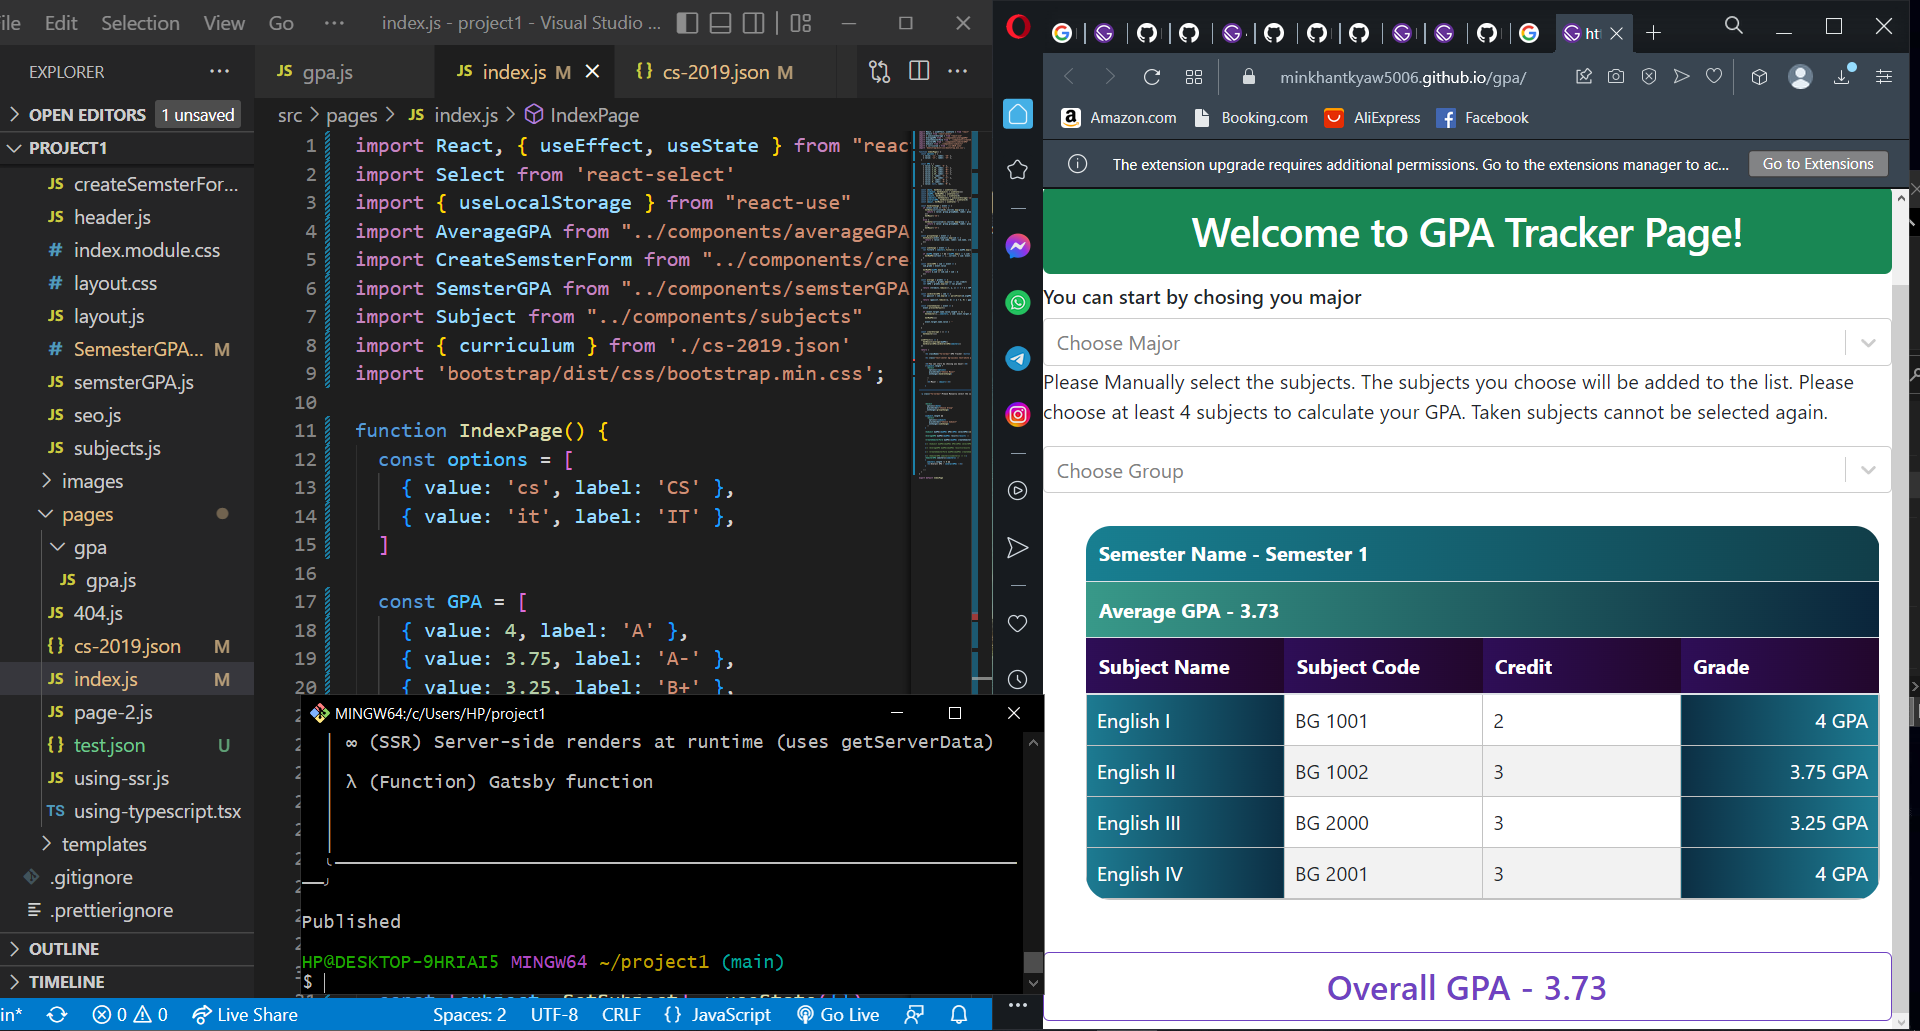 ile Edit Selection View Go ··· index.js - project1 - Visual Studio ...
EXPLORER
OPEN EDITORS 1 unsaved
PROJECT1
JS createSemsterFor...
JS header.js
# index.module.css
# layout.css
JS layout.js
# SemesterGPA... M
JS semsterGPA.js
JS seo.js
JS subjects.js
images
pages
gpa
JS gpa.js
JS 404.js
{} cs-2019.json M
JS index.js M
JS page-2.js
{} test.json U
JS using-ssr.js
TS using-typescript.tsx
templates
.gitignore
.prettierignore
OUTLINE
TIMELINE
JS gpa.js JS index.js M {} cs-2019.json M
src > pages > JS index.js > IndexPage
1 import React, { useEffect, useState } from "reac
2 import Select from 'react-select'
3 import { useLocalStorage } from "react-use"
4 import AverageGPA from "../components/averageGPA
5 import CreateSemsterForm from "../components/cre
6 import SemsterGPA from "../components/semsterGPA
7 import Subject from "../components/subjects"
8 import { curriculum } from './cs-2019.json'
9 import 'bootstrap/dist/css/bootstrap.min.css';
10
11 function IndexPage() {
12 const options = [
13 { value: 'cs', label: 'CS' },
14 { value: 'it', label: 'IT' },
15 ]
16
17 const GPA = [
18 { value: 4, label: 'A' },
19 { value: 3.75, label: 'A-' },
20 { value: 3.25, label: 'B+' },
MINGW64:/c/Users/HP/project1
∞ (SSR) Server-side renders at runtime (uses getServerData)
λ (Function) Gatsby function
Published
HP@DESKTOP-9HRIAI5 MINGW64 ~/project1 (main)
$
in* 0 0 Live Share Spaces: 2 UTF-8 CRLF {} JavaScript Go Live
ht
minkhantkyaw5006.github.io/gpa/
Amazon.com Booking.com AliExpress Facebook
The extension upgrade requires additional permissions. Go to the extensions manager to ac... Go to Extensions
Welcome to GPA Tracker Page!
You can start by chosing you major
Choose Major
Please Manually select the subjects. The subjects you choose will be added to the list. Please
choose at least 4 subjects to calculate your GPA. Taken subjects cannot be selected again.
Choose Group
Semester Name - Semester 1
Average GPA - 3.73
Subject Name Subject Code Credit Grade
English I BG 1001 2 4 GPA
English II BG 1002 3 3.75 GPA
English III BG 2000 3 3.25 GPA
English IV BG 2001 3 4 GPA
Overall GPA - 3.73